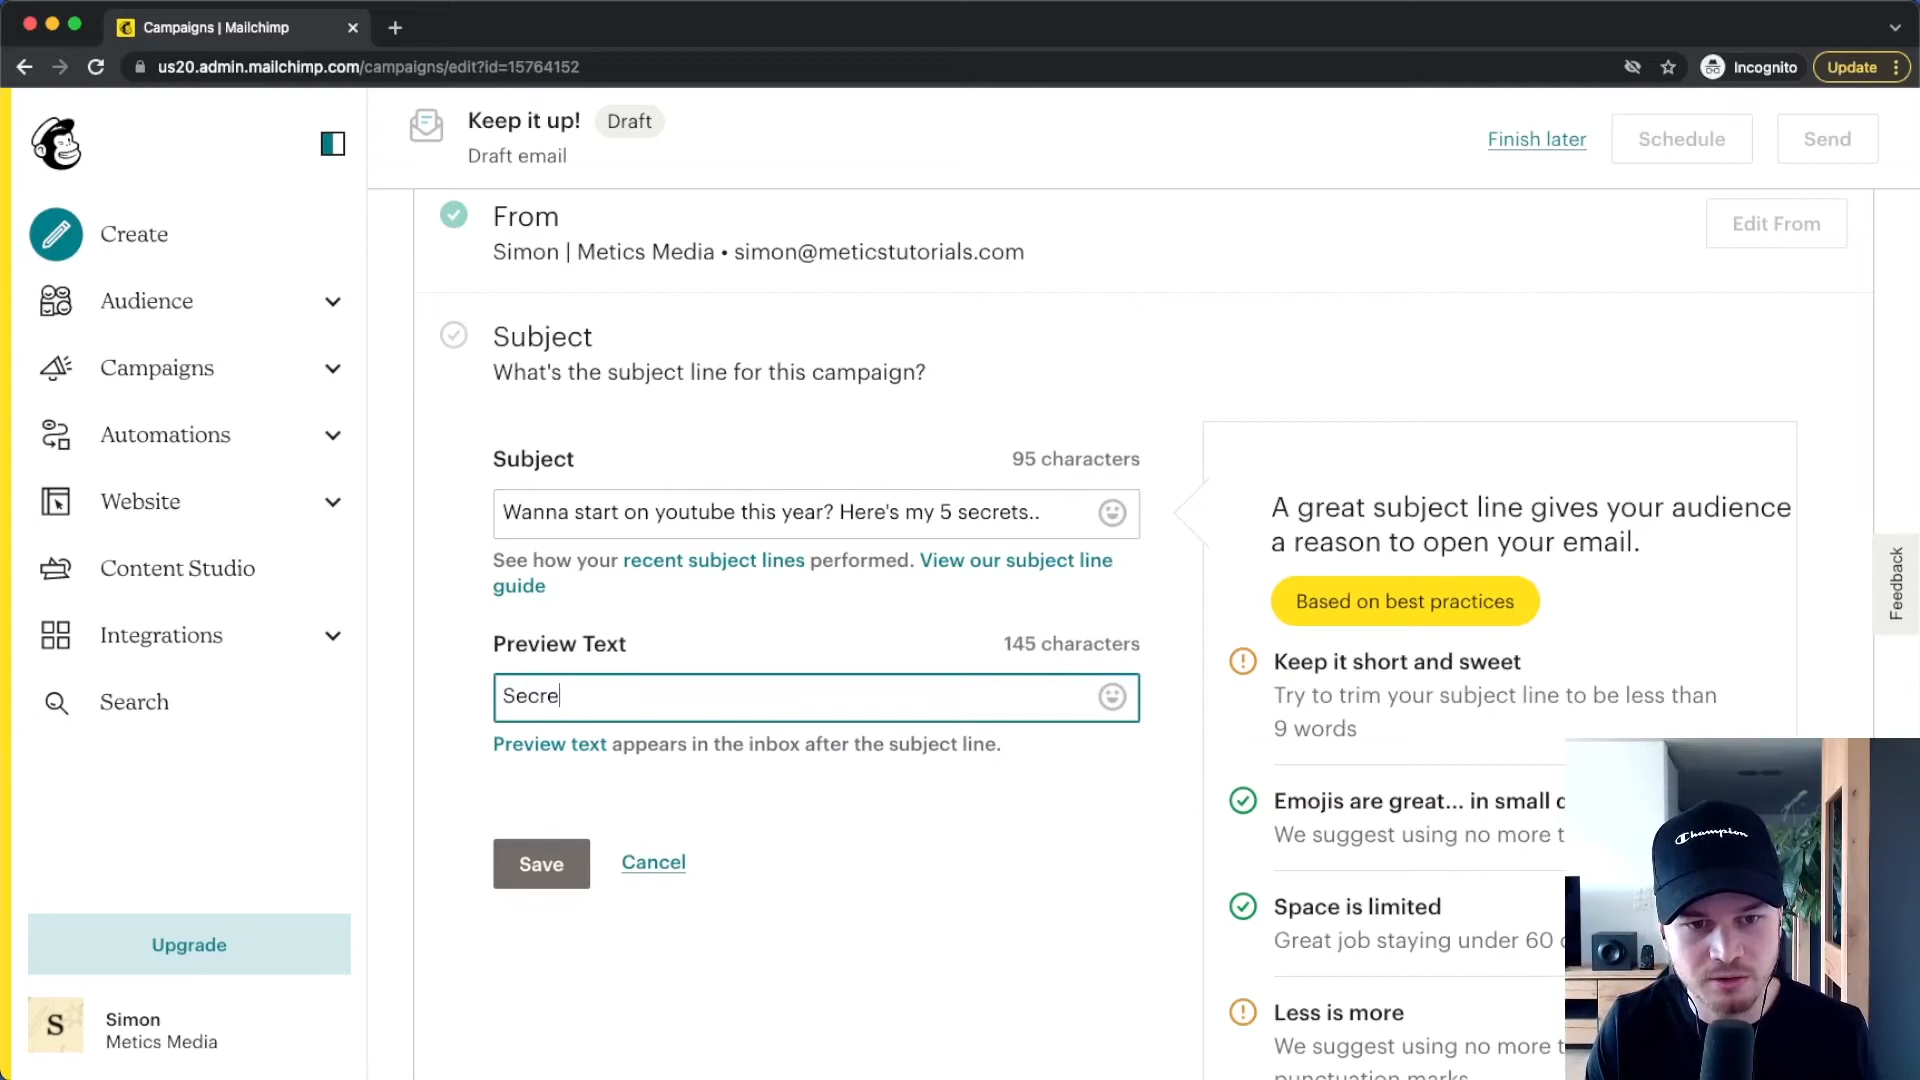 Campaigns | Mailchimp
us20.admin.mailchimp.com/campaigns/edit?id=15764152
Incognito
Update
Keep it up!
Draft
Draft email
Finish later
Schedule
Send
Create
Audience
Campaigns
Automations
Website
Content Studio
Integrations
Search
Upgrade
S
Simon
Metics Media
From
Simon | Metics Media • simon@meticstutorials.com
Edit From
Subject
What's the subject line for this campaign?
Subject
95 characters
Wanna start on youtube this year? Here's my 5 secrets..
See how your recent subject lines performed. View our subject line
guide
Preview Text
145 characters
Secre
Preview text appears in the inbox after the subject line.
Save
Cancel
A great subject line gives your audience
a reason to open your email.
Based on best practices
Keep it short and sweet
Try to trim your subject line to be less than
9 words
Emojis are great... in small
We suggest using no more
Space is limited
Great job staying under 60
Less is more
We suggest using no more
punctuation marks
Feedback
Champion